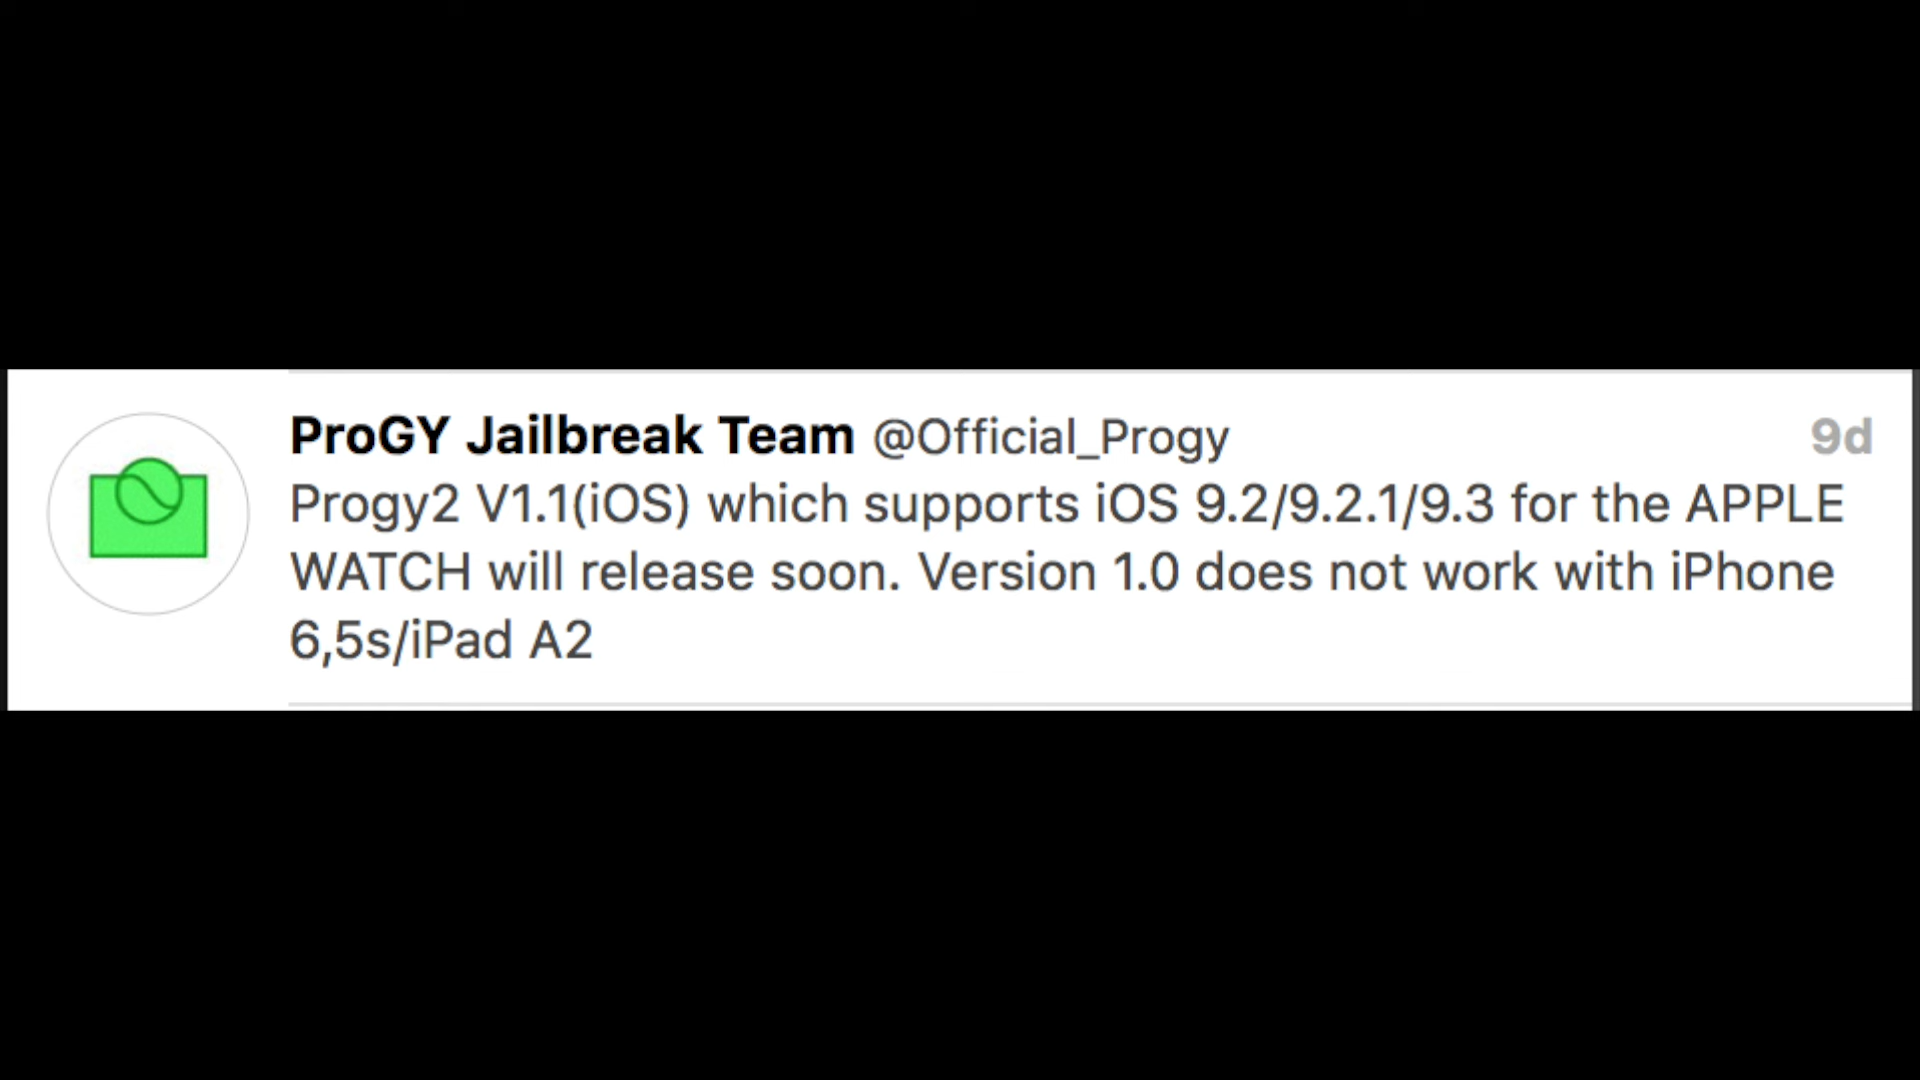 ProGY Jailbreak Team @Official_Progy 9d
Progy2 V1.1(iOS) which supports iOS 9.2/9.2.1/9.3 for the APPLE
WATCH will release soon. Version 1.0 does not work with iPhone
6,5s/iPad A2